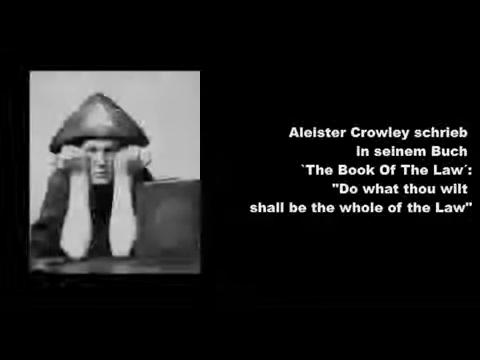 Aleister Crowley schrieb
in seinem Buch
`The Book Of The Law´:
"Do what thou wilt
shall be the whole of the Law"